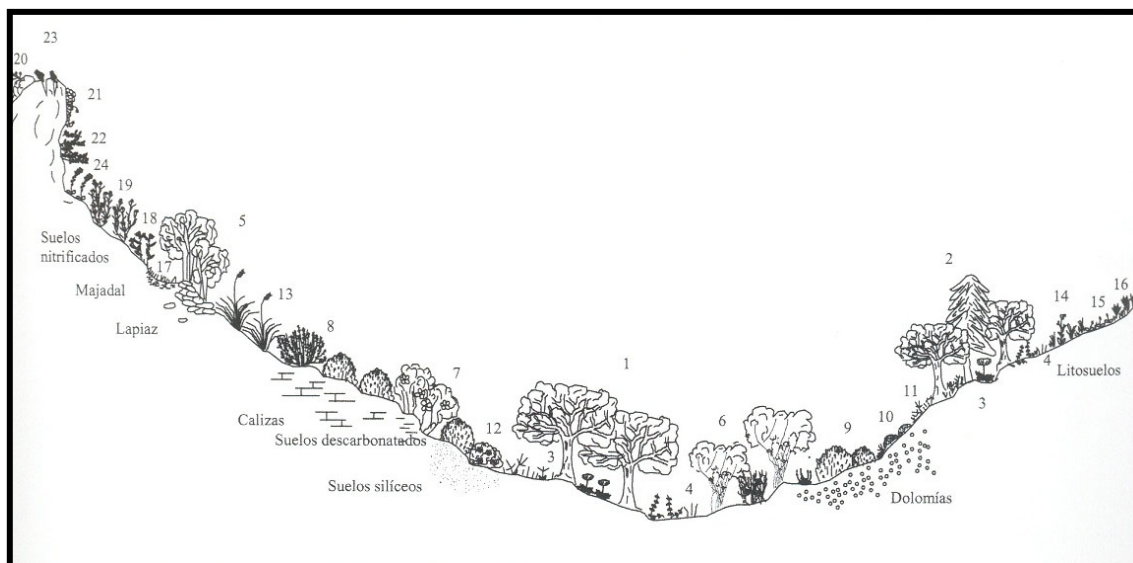 23
20
21
22
24
19
18
5
Suelos
nitrificados
17
Majadal
13
Lapiaz
8
7
1
Calizas
Suelos descarbonatados
12
3
Suelos silíceos
6
4
9
10
11
Dolomías
2
14
15
16
4
Litosuelos
3